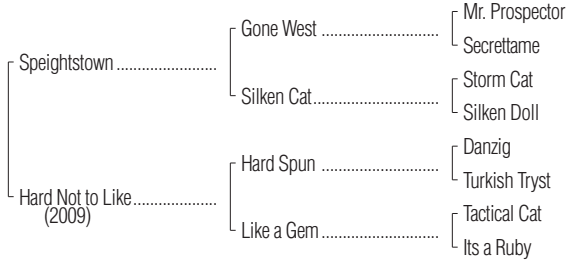 Mr. Prospector
Gone West ..............................
Secrettame
Speightstown .........................
Storm Cat
Silken Cat................................
Silken Doll
Danzig
Hard Spun ..............................
Turkish Tryst
Hard Not to Like.....................
(2009)
Tactical Cat
Like a Gem ..............................
Its a Ruby